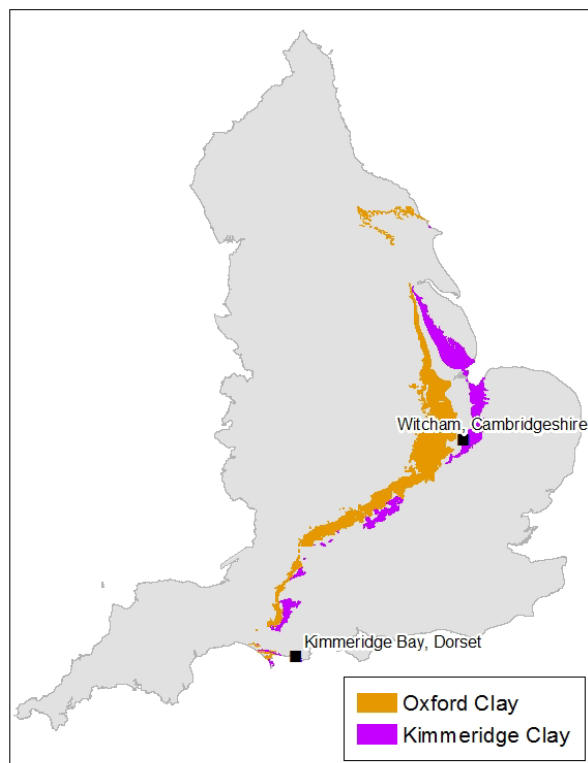 Witcham, Cambridgeshire
Kimmeridge Bay, Dorset
Oxford Clay
Kimmeridge Clay